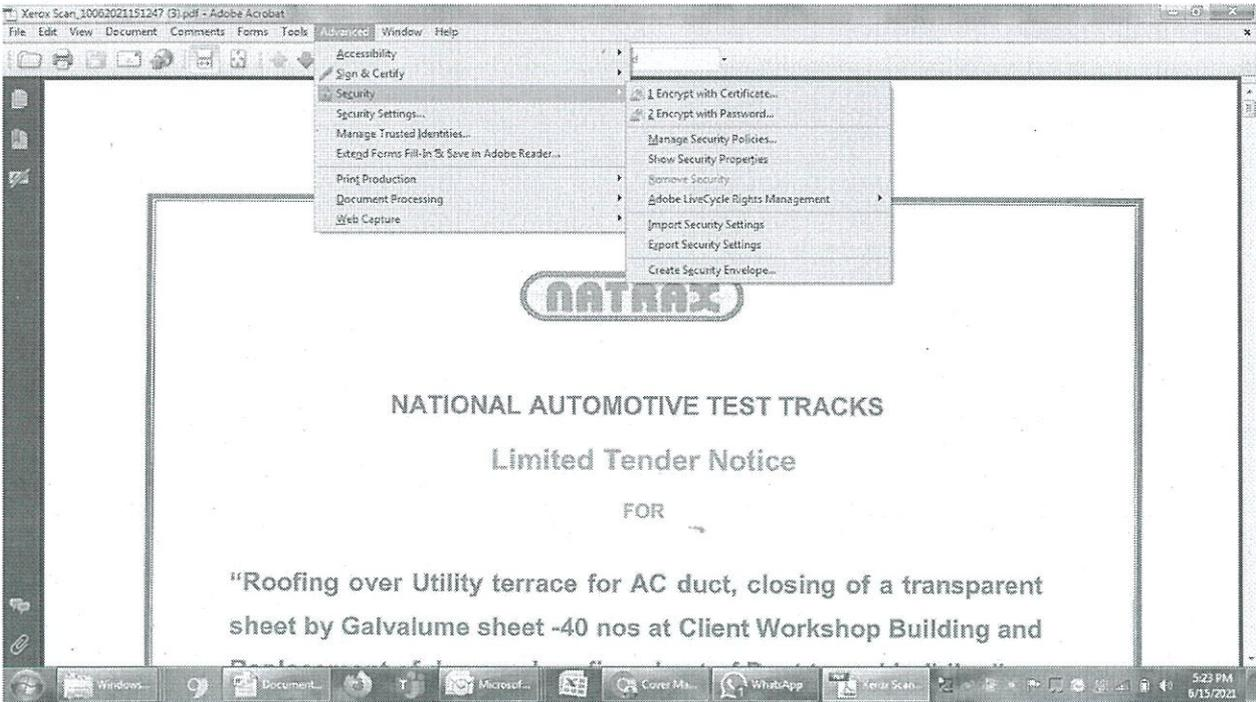 Xerox Scan_10062021151247 (3).pdf - Adobe Acrobat
File Edit View Document Comments Forms Tools Advanced Window Help
Accessibility
Sign & Certify
Security
Security Settings...
Manage Trusted Identities...
Extend Forms Fill-in & Save in Adobe Reader...
Print Production
Document Processing
Web Capture
1 Encrypt with Certificate...
2 Encrypt with Password...
Manage Security Policies...
Show Security Properties
Remove Security
Adobe LiveCycle Rights Management
Import Security Settings
Export Security Settings
Create Security Envelope...
NATRAX
NATIONAL AUTOMOTIVE TEST TRACKS
Limited Tender Notice
FOR
"Roofing over Utility terrace for AC duct, closing of a transparent
sheet by Galvalume sheet -40 nos at Client Workshop Building and
Windows... Document... Microsof... Cover Ma... WhatsApp Xerox Scan... 5:23 PM
6/15/2021